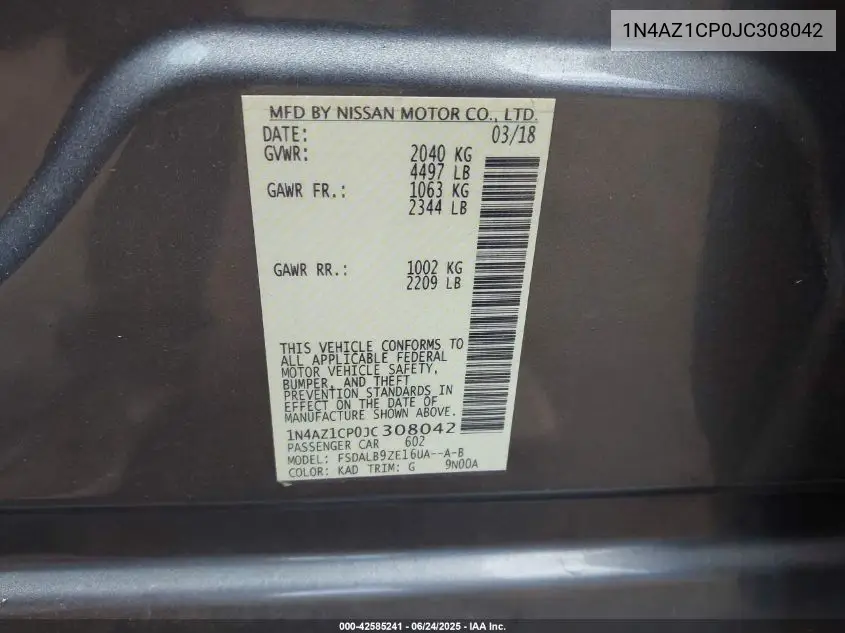 1N4AZ1CP0JC308042
MFD BY NISSAN MOTOR CO., LTD.
DATE: 03/18
GVWR: 2040 KG
4497 LB
GAWR FR.: 1063 KG
2344 LB
GAWR RR.: 1002 KG
2209 LB
THIS VEHICLE CONFORMS TO
ALL APPLICABLE FEDERAL
MOTOR VEHICLE SAFETY,
BUMPER, AND THEFT
PREVENTION STANDARDS IN
EFFECT ON THE DATE OF
MANUFACTURE SHOWN ABOVE.
1N4AZ1CP0JC308042
PASSENGER CAR 602
MODEL: FSDALB9ZE16UA--A-B
COLOR: KAD TRIM: G 9N00A
000-42585241 - 06/24/2025 - IAA Inc.